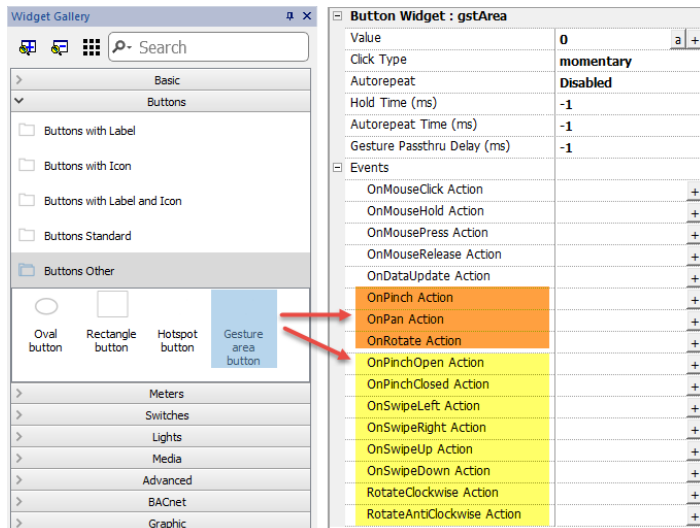 Widget Gallery
Search
Basic
Buttons
Buttons with Label
Buttons with Icon
Buttons with Label and Icon
Buttons Standard
Buttons Other
Oval
button
Rectangle
button
Hotspot
button
Gesture
area
button
Meters
Switches
Lights
Media
Advanced
BACnet
Graphic
Button Widget : gstArea
Value 0 a +
Click Type momentary
Autorepeat Disabled
Hold Time (ms) -1
Autorepeat Time (ms) -1
Gesture Passthru Delay (ms) -1
Events
OnMouseClick Action +
OnMouseHold Action +
OnMousePress Action +
OnMouseRelease Action +
OnDataUpdate Action +
OnPinch Action +
OnPan Action +
OnRotate Action +
OnPinchOpen Action +
OnPinchClosed Action +
OnSwipeLeft Action +
OnSwipeRight Action +
OnSwipeUp Action +
OnSwipeDown Action +
RotateClockwise Action +
RotateAntiClockwise Action +